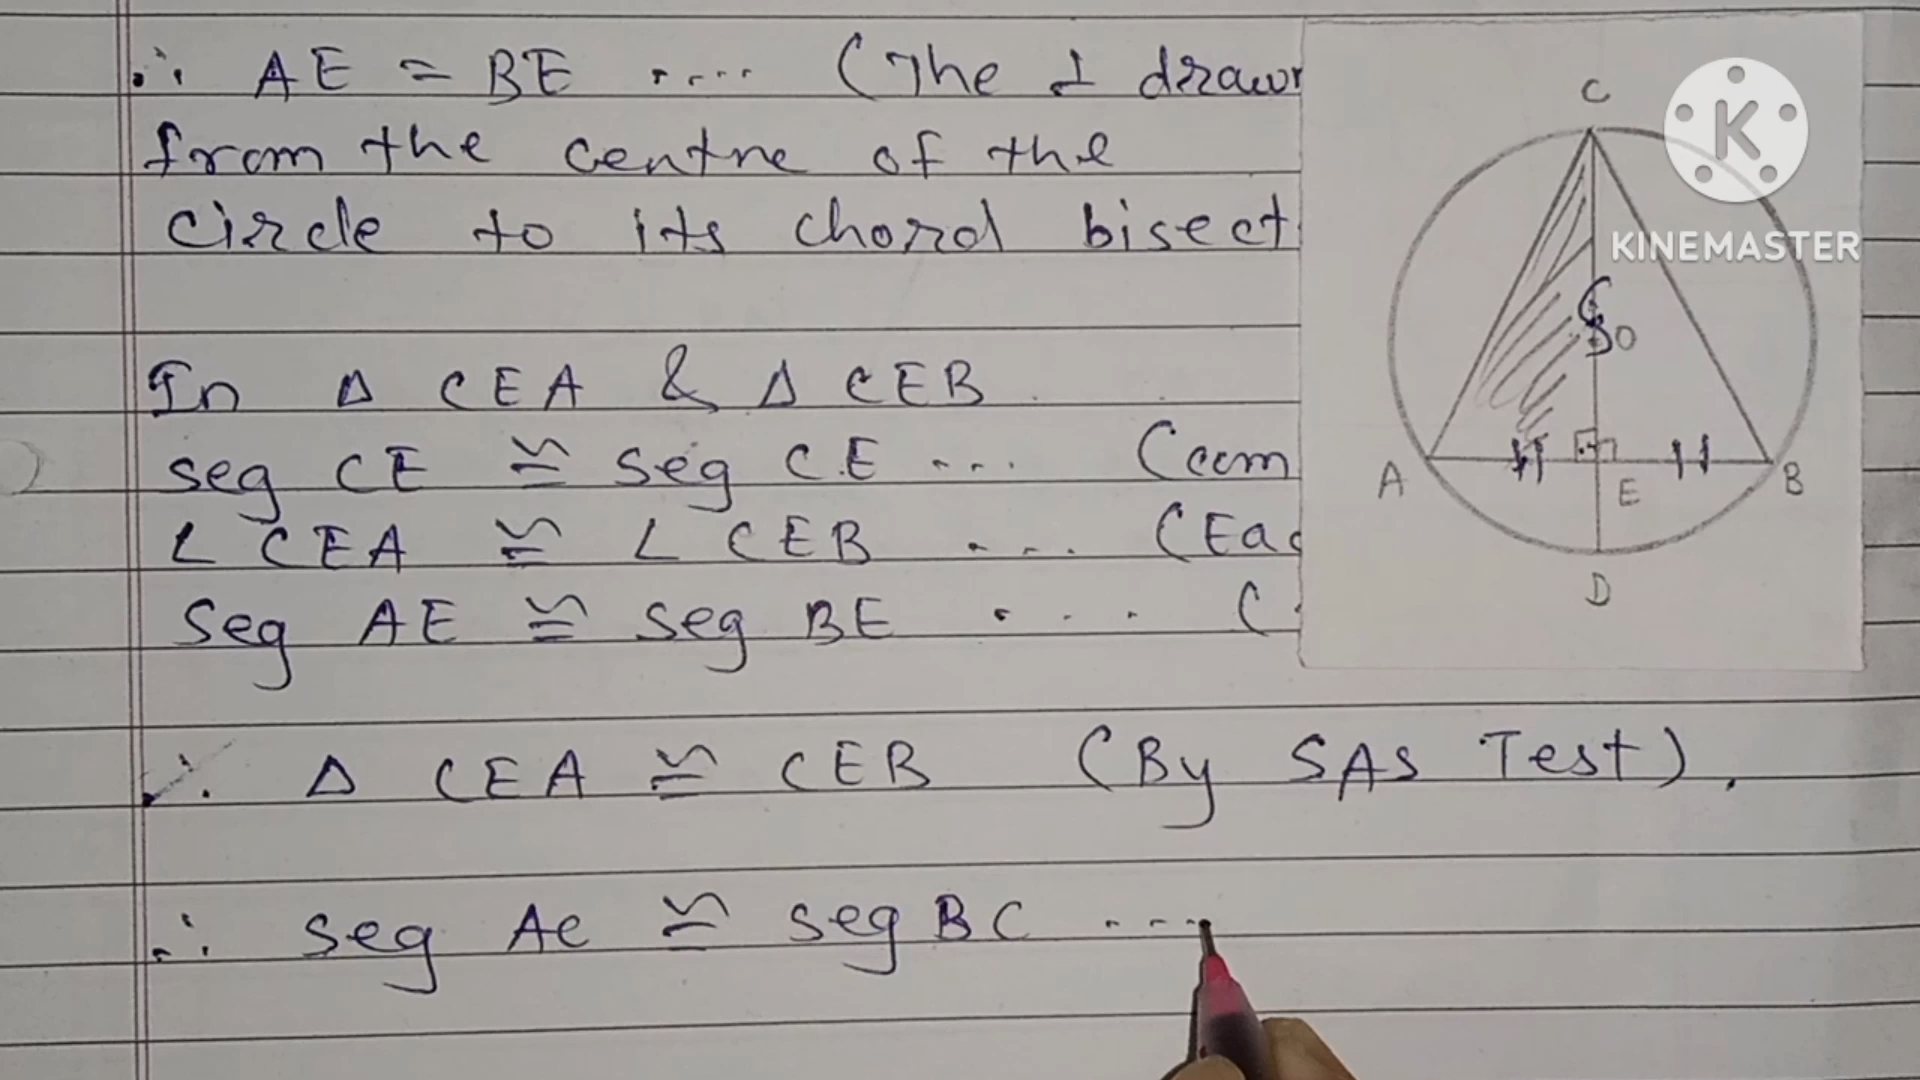 ∴ AE = BE .... (The ⊥ drawn
from the centre of the
circle to its chord bisect
In Δ CEA & Δ CEB
seg CE ≅ seg CE ... (com
∠ CEA ≅ ∠ CEB ... (Eac
Seg AE ≅ seg BE ... (
∴ Δ CEA ≅ CEB (By SAS Test).
∴ seg AC ≅ seg BC ....
C
K
KINEMASTER
O
A
E
B
D